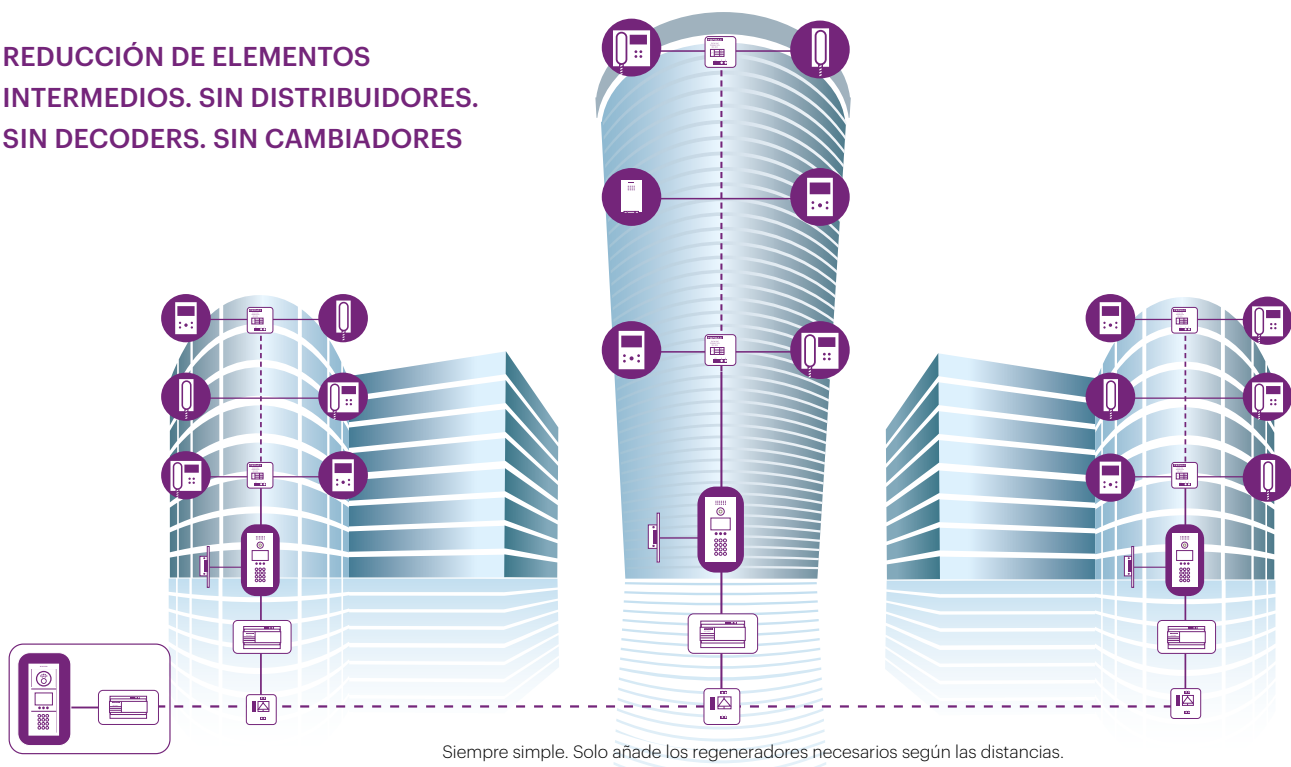 REDUCCIÓN DE ELEMENTOS
INTERMEDIOS. SIN DISTRIBUIDORES.
SIN DECODERS. SIN CAMBIADORES
Siempre simple. Solo añade los regeneradores necesarios según las distancias.